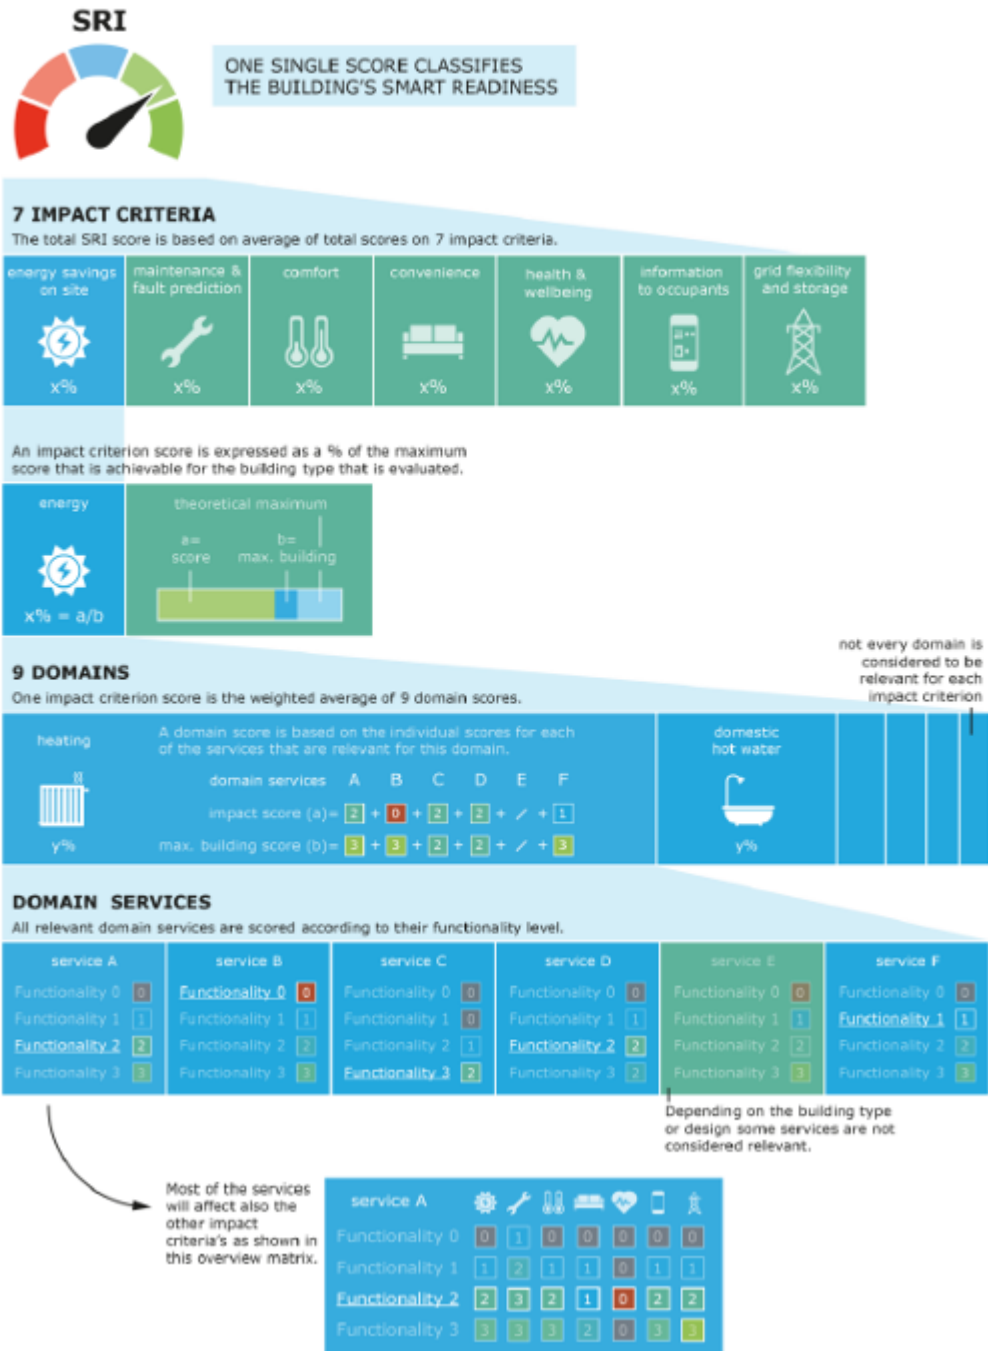 SRI
ONE SINGLE SCORE CLASSIFIES
THE BUILDING'S SMART READINESS
7 IMPACT CRITERIA
The total SRI score is based on average of total scores on 7 impact criteria.
energy savings
on site
x%
maintenance &
fault prediction
x%
comfort
x%
convenience
x%
health &
wellbeing
x%
information
to occupants
x%
grid flexibility
and storage
x%
An impact criterion score is expressed as a % of the maximum
score that is achievable for the building type that is evaluated.
energy
x% = a/b
theoretical maximum
a=
score
b=
max. building
not every domain is
considered to be
relevant for each
impact criterion
9 DOMAINS
One impact criterion score is the weighted average of 9 domain scores.
heating
y%
A domain score is based on the individual scores for each
of the services that are relevant for this domain.
domain services A B C D E F
impact score (a)= 2 + 0 + 2 + 2 + / + 1
max. building score (b)= 3 + 3 + 2 + 2 + / + 3
domestic
hot water
y%
DOMAIN SERVICES
All relevant domain services are scored according to their functionality level.
service A
Functionality 0 0
Functionality 1 1
Functionality 2 2
Functionality 3 3
service B
Functionality 0 0
Functionality 1 1
Functionality 2 2
Functionality 3 3
service C
Functionality 0 0
Functionality 1 0
Functionality 2 1
Functionality 3 2
service D
Functionality 0 0
Functionality 1 1
Functionality 2 2
Functionality 3 2
service E
Functionality 0 0
Functionality 1 1
Functionality 2 2
Functionality 3 3
service F
Functionality 0 0
Functionality 1 1
Functionality 2 2
Functionality 3 3
Depending on the building type
or design some services are not
considered relevant.
Most of the services
will affect also the
other impact
criteria's as shown in
this overview matrix.
service A
Functionality 0 0 1 0 0 0 0 0
Functionality 1 1 2 1 1 0 1 1
Functionality 2 2 3 2 1 0 2 2
Functionality 3 3 3 3 2 0 3 3